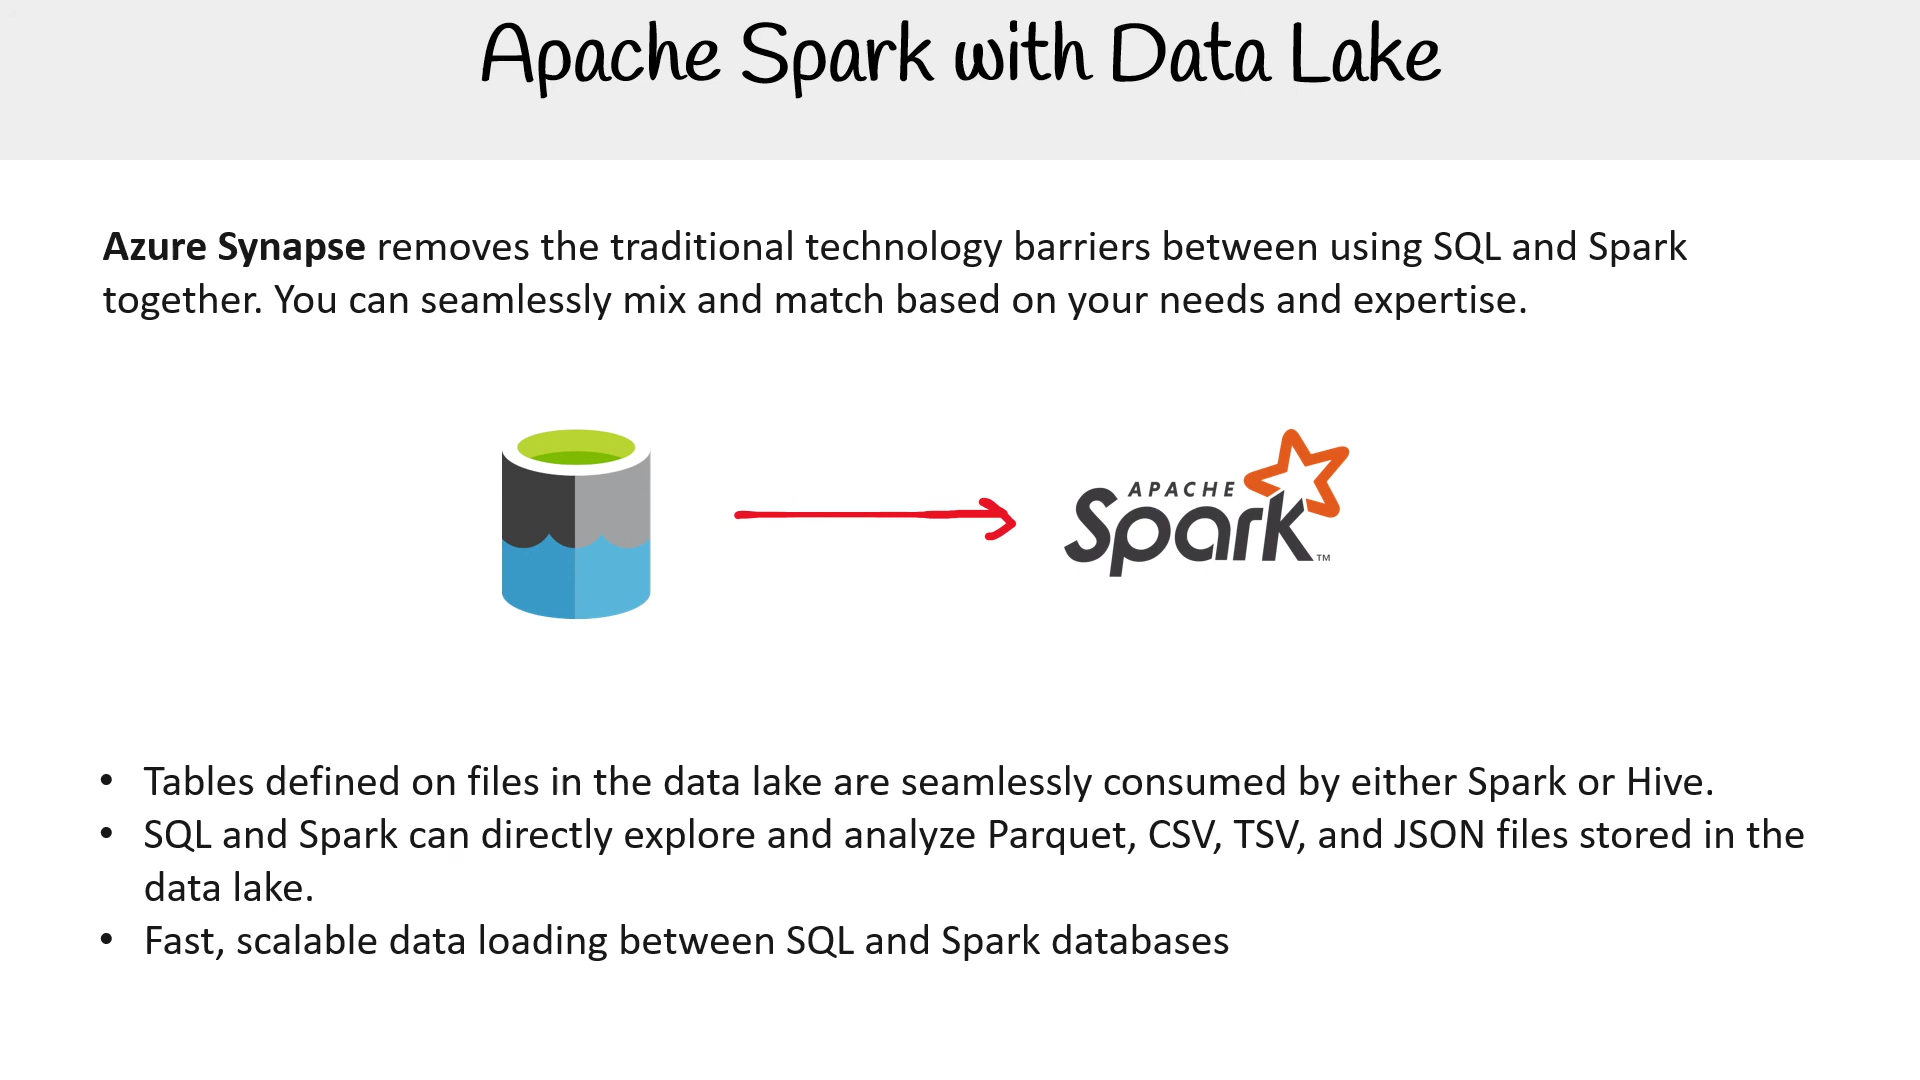 Apache Spark with Data Lake
Azure Synapse removes the traditional technology barriers between using SQL and Spark
together. You can seamlessly mix and match based on your needs and expertise.
APACHE
Spark™
• Tables defined on files in the data lake are seamlessly consumed by either Spark or Hive.
• SQL and Spark can directly explore and analyze Parquet, CSV, TSV, and JSON files stored in the
data lake.
• Fast, scalable data loading between SQL and Spark databases